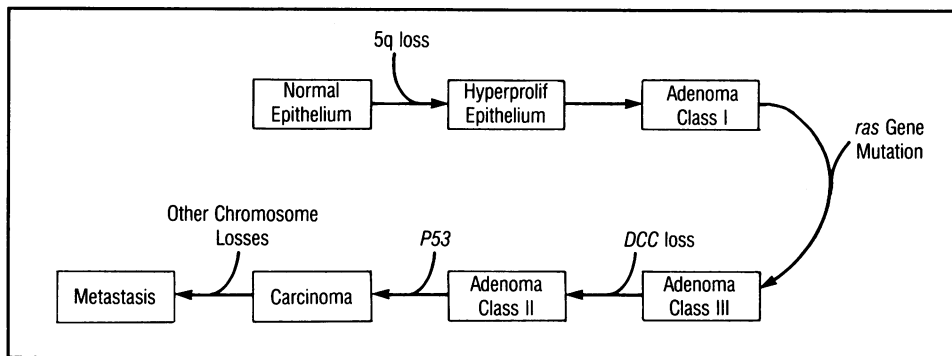 5q loss
Normal
Epithelium
Hyperprolif
Epithelium
Adenoma
Class I
ras Gene
Mutation
Other Chromosome
Losses
P53
DCC loss
Metastasis
Carcinoma
Adenoma
Class II
Adenoma
Class III